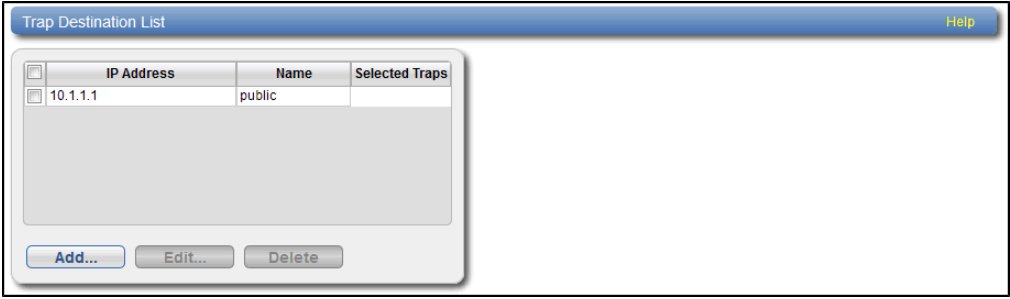 Trap Destination List Help
IP Address Name Selected Traps
10.1.1.1 public
Add... Edit... Delete